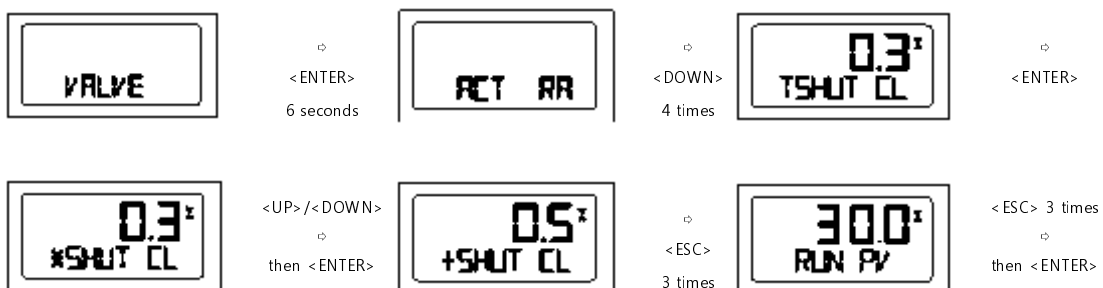 VALVE
⇨
<ENTER>
6 seconds
ACT RA
⇨
<DOWN>
4 times
0.3%
TSHUT CL
⇨
<ENTER>
0.3%
*SHUT CL
<UP>/<DOWN>
⇨
then <ENTER>
0.5%
+SHUT CL
⇨
<ESC>
3 times
30.0%
RUN PV
<ESC> 3 times
⇨
then <ENTER>